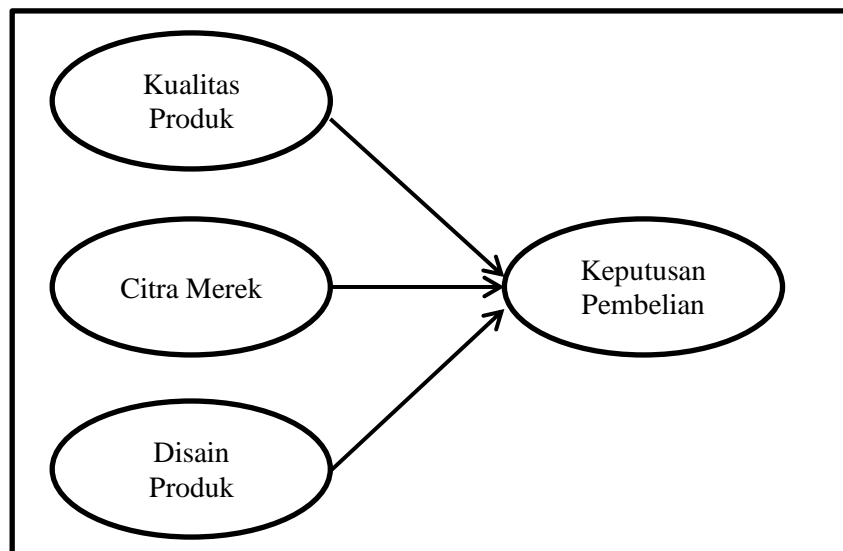 Kualitas
Produk
Citra Merek
Keputusan
Pembelian
Disain
Produk